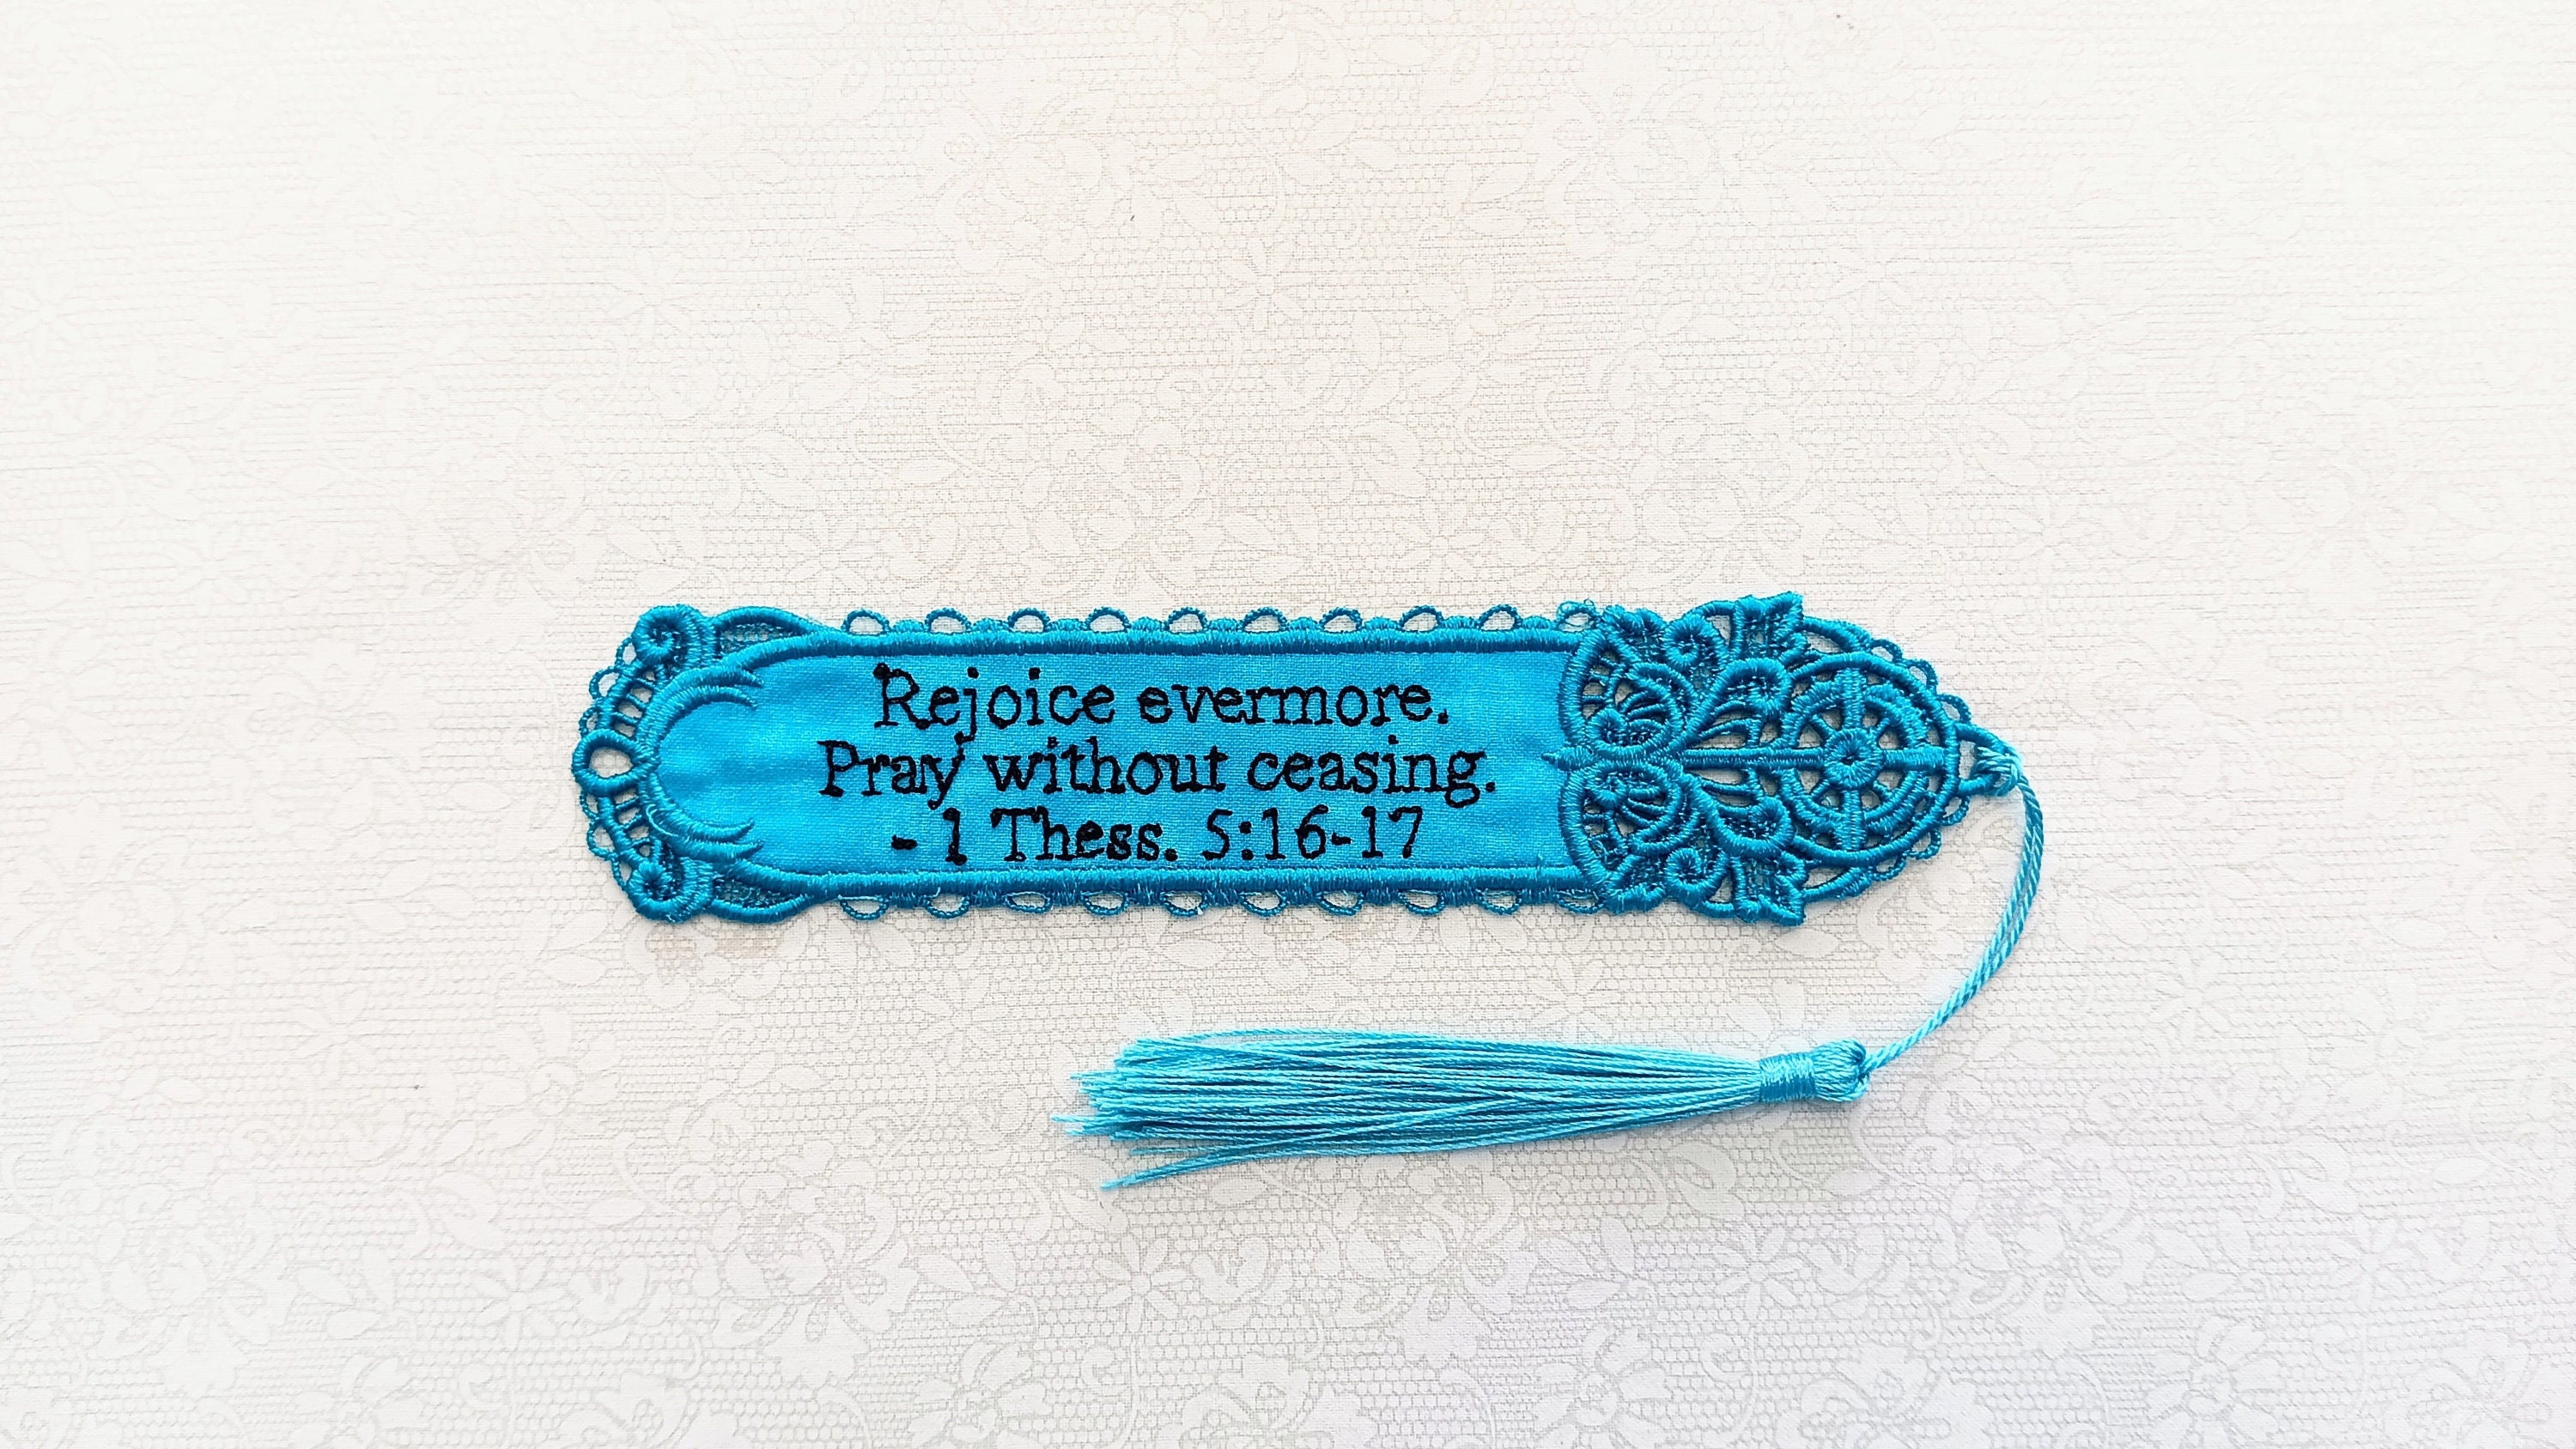 Rejoice evermore.
Pray without ceasing.
- 1 Thess. 5:16-17